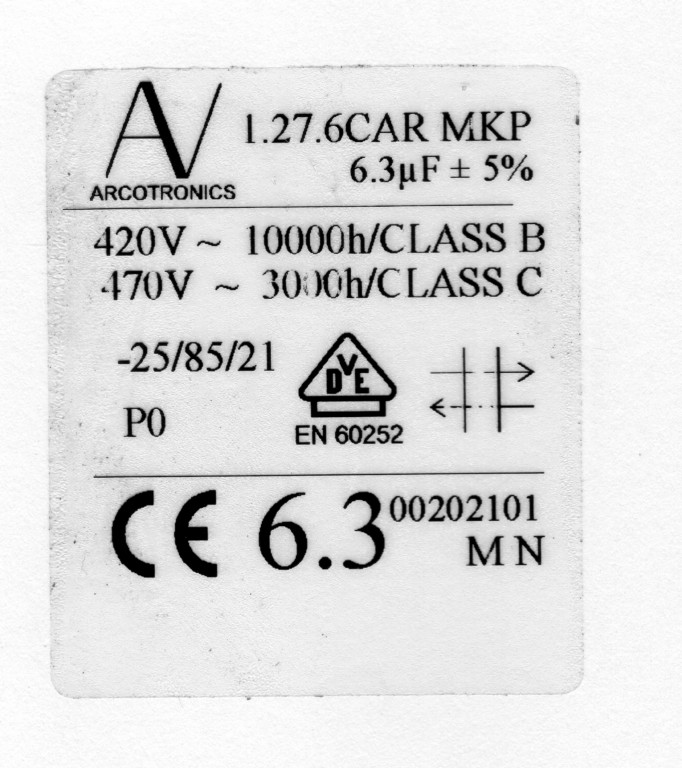 AV
ARCOTRONICS
1.27.6CAR MKP
6.3µF ± 5%
420V ~ 10000h/CLASS B
470V ~ 3000h/CLASS C
-25/85/21
P0
DVE
EN 60252
CE 6.3 00202101
M N